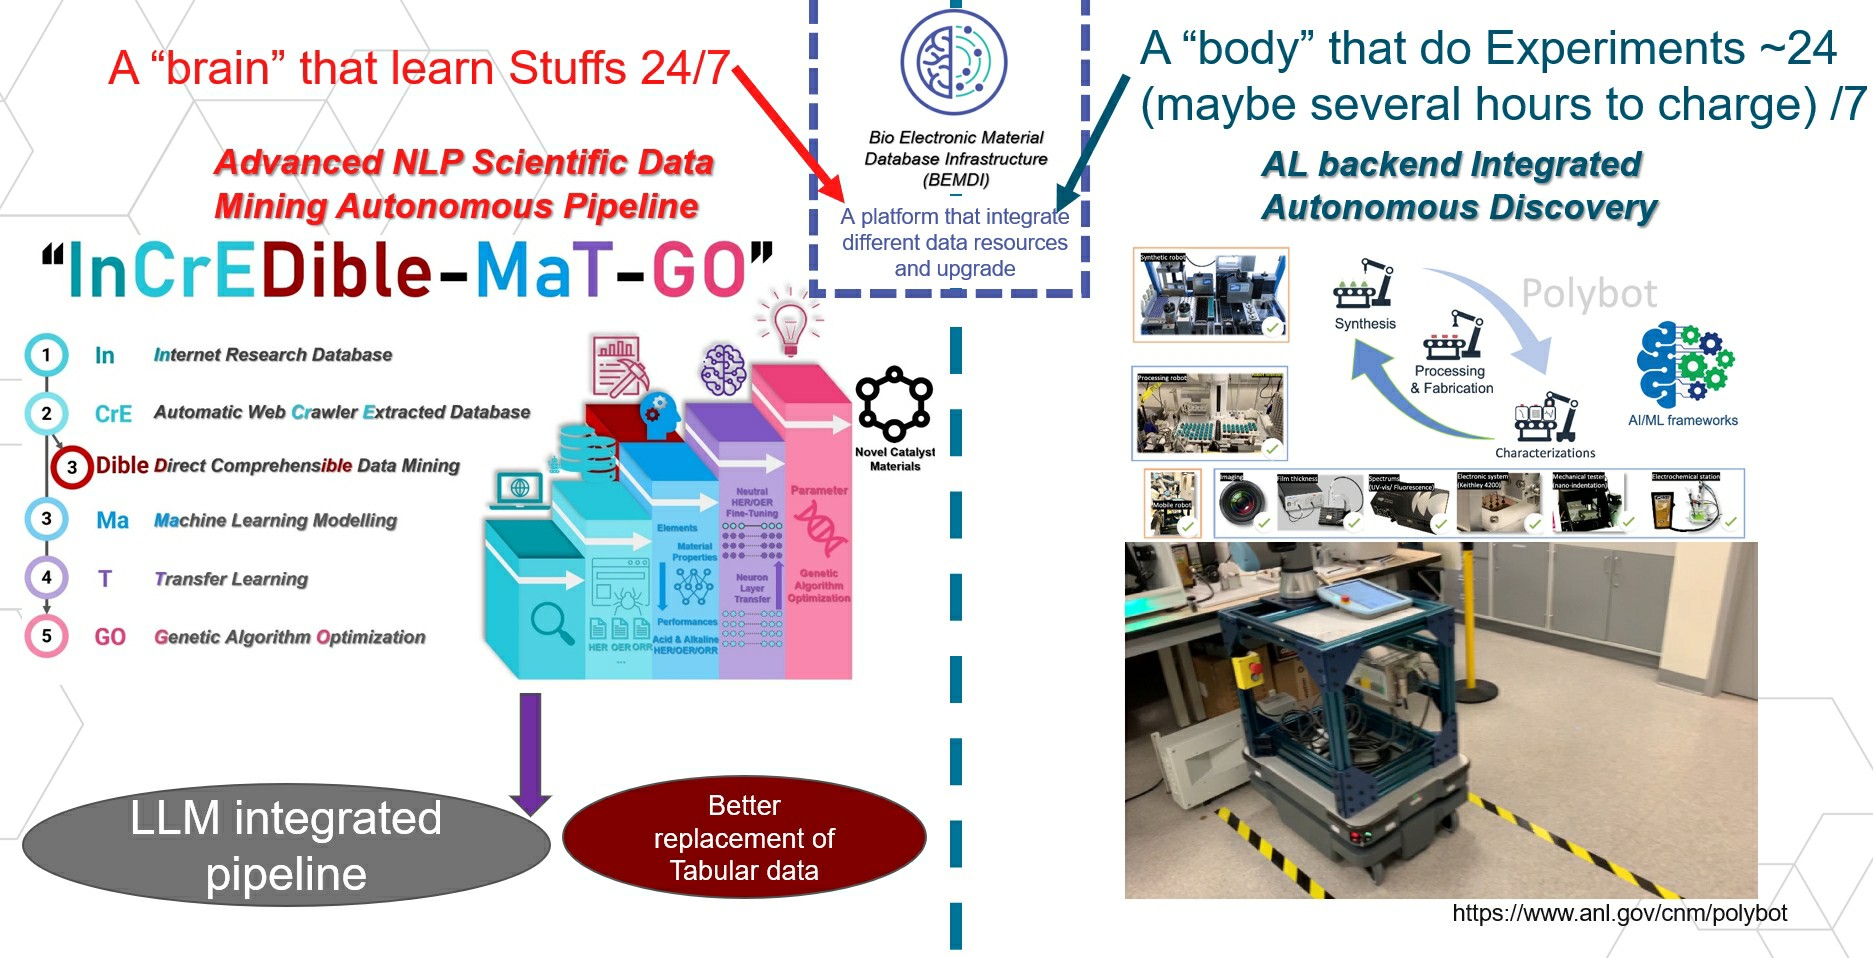 A “brain” that learn Stuffs 24/7
Advanced NLP Scientific Data
Mining Autonomous Pipeline
“InCrEDible-MaT-GO”
1 In Internet Research Database
2 CrE Automatic Web Crawler Extracted Database
3 Dible Direct Comprehensible Data Mining
3 Ma Machine Learning Modelling
4 T Transfer Learning
5 GO Genetic Algorithm Optimization
HER OER ORR
...
Elements
Material
Properties
Performances
Acid & Alkaline
HER/OER/ORR
Neutral
HER/OER
Fine-Tuning
Neuron
Layer
Transfer
Parameter
Genetic
Algorithm
Optimization
Novel Catalyst
Materials
LLM integrated
pipeline
Better
replacement of
Tabular data
Bio Electronic Material
Database Infrastructure
(BEMDI)
A platform that integrate
different data resources
and upgrade
A “body” that do Experiments ~24
(maybe several hours to charge) /7
AL backend Integrated
Autonomous Discovery
Synthetic robot
Processing robot
Mobile robot
Polybot
Synthesis
Processing
& Fabrication
Characterizations
AI/ML frameworks
Imaging
Film thickness
Spectrums
(UV-vis/ Fluorescence)
Electronic system
(Keithley 4200)
Mechanical tester
(nano-indentation)
Electrochemical station
https://www.anl.gov/cnm/polybot